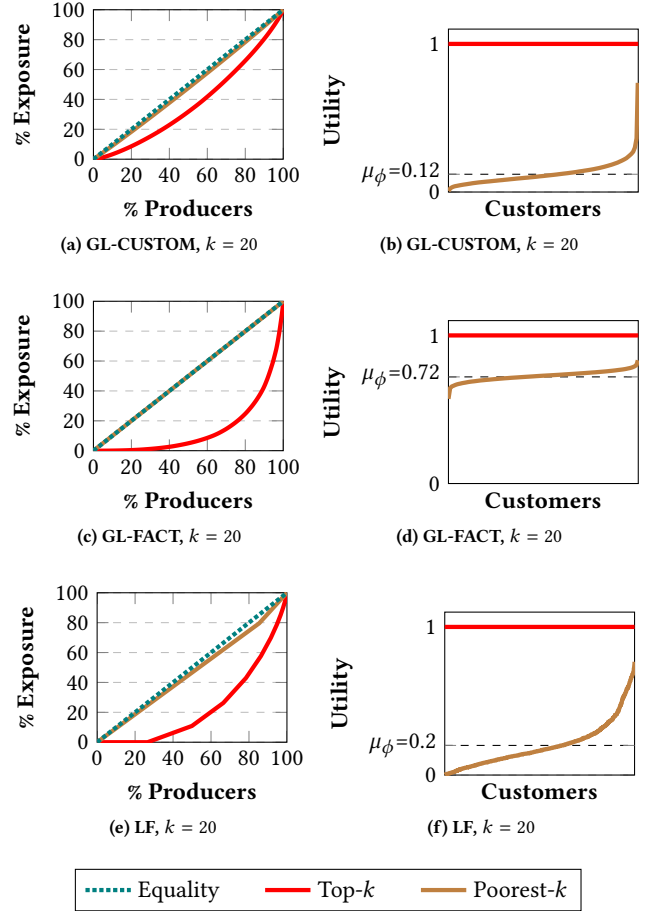 100
80
60
40
20
0
% Exposure
0 20 40 60 80 100
% Producers
(a) GL-CUSTOM, k = 20
1
μϕ=0.12
0
Utility
Customers
(b) GL-CUSTOM, k = 20
100
80
60
40
20
0
% Exposure
0 20 40 60 80 100
% Producers
(c) GL-FACT, k = 20
1
μϕ=0.72
0
Utility
Customers
(d) GL-FACT, k = 20
100
80
60
40
20
0
% Exposure
0 20 40 60 80 100
% Producers
(e) LF, k = 20
1
μϕ=0.2
0
Utility
Customers
(f) LF, k = 20
Equality Top-k Poorest-k